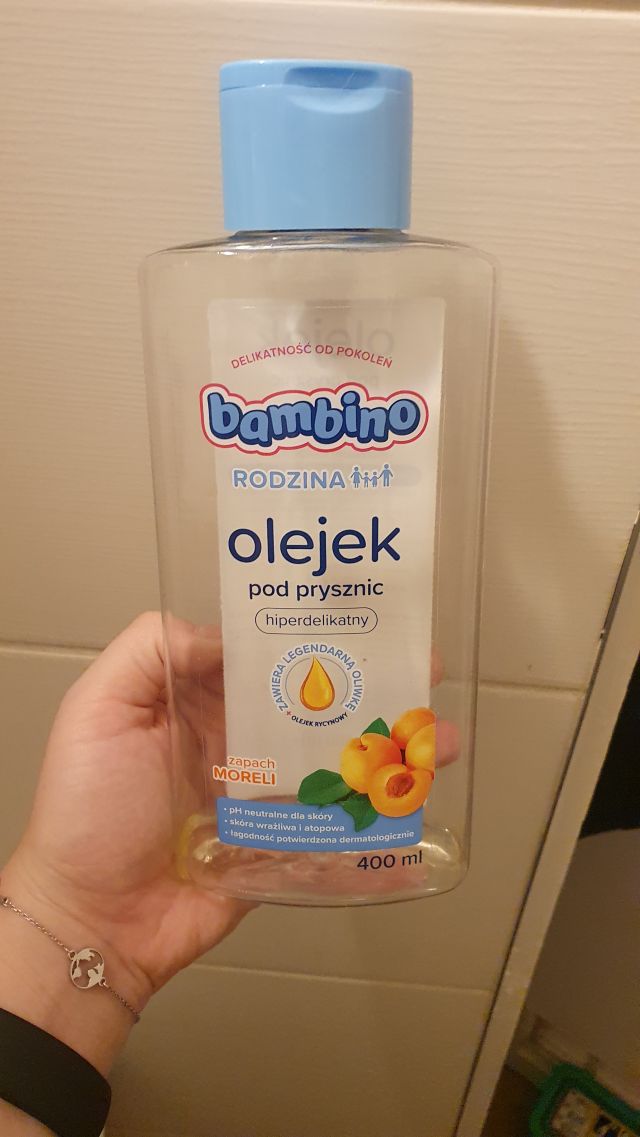 DELIKATNOŚĆ OD POKOLEŃ
bambino
RODZINA
olejek
pod prysznic
hiperdelikatny
ZAWIERA LEGENDARNĄ OLIWKĘ*
* OLEJEK RYCYNOWY
zapach
MORELI
• pH neutralne dla skóry
• skóra wrażliwa i atopowa
• łagodność potwierdzona dermatologicznie
400 ml